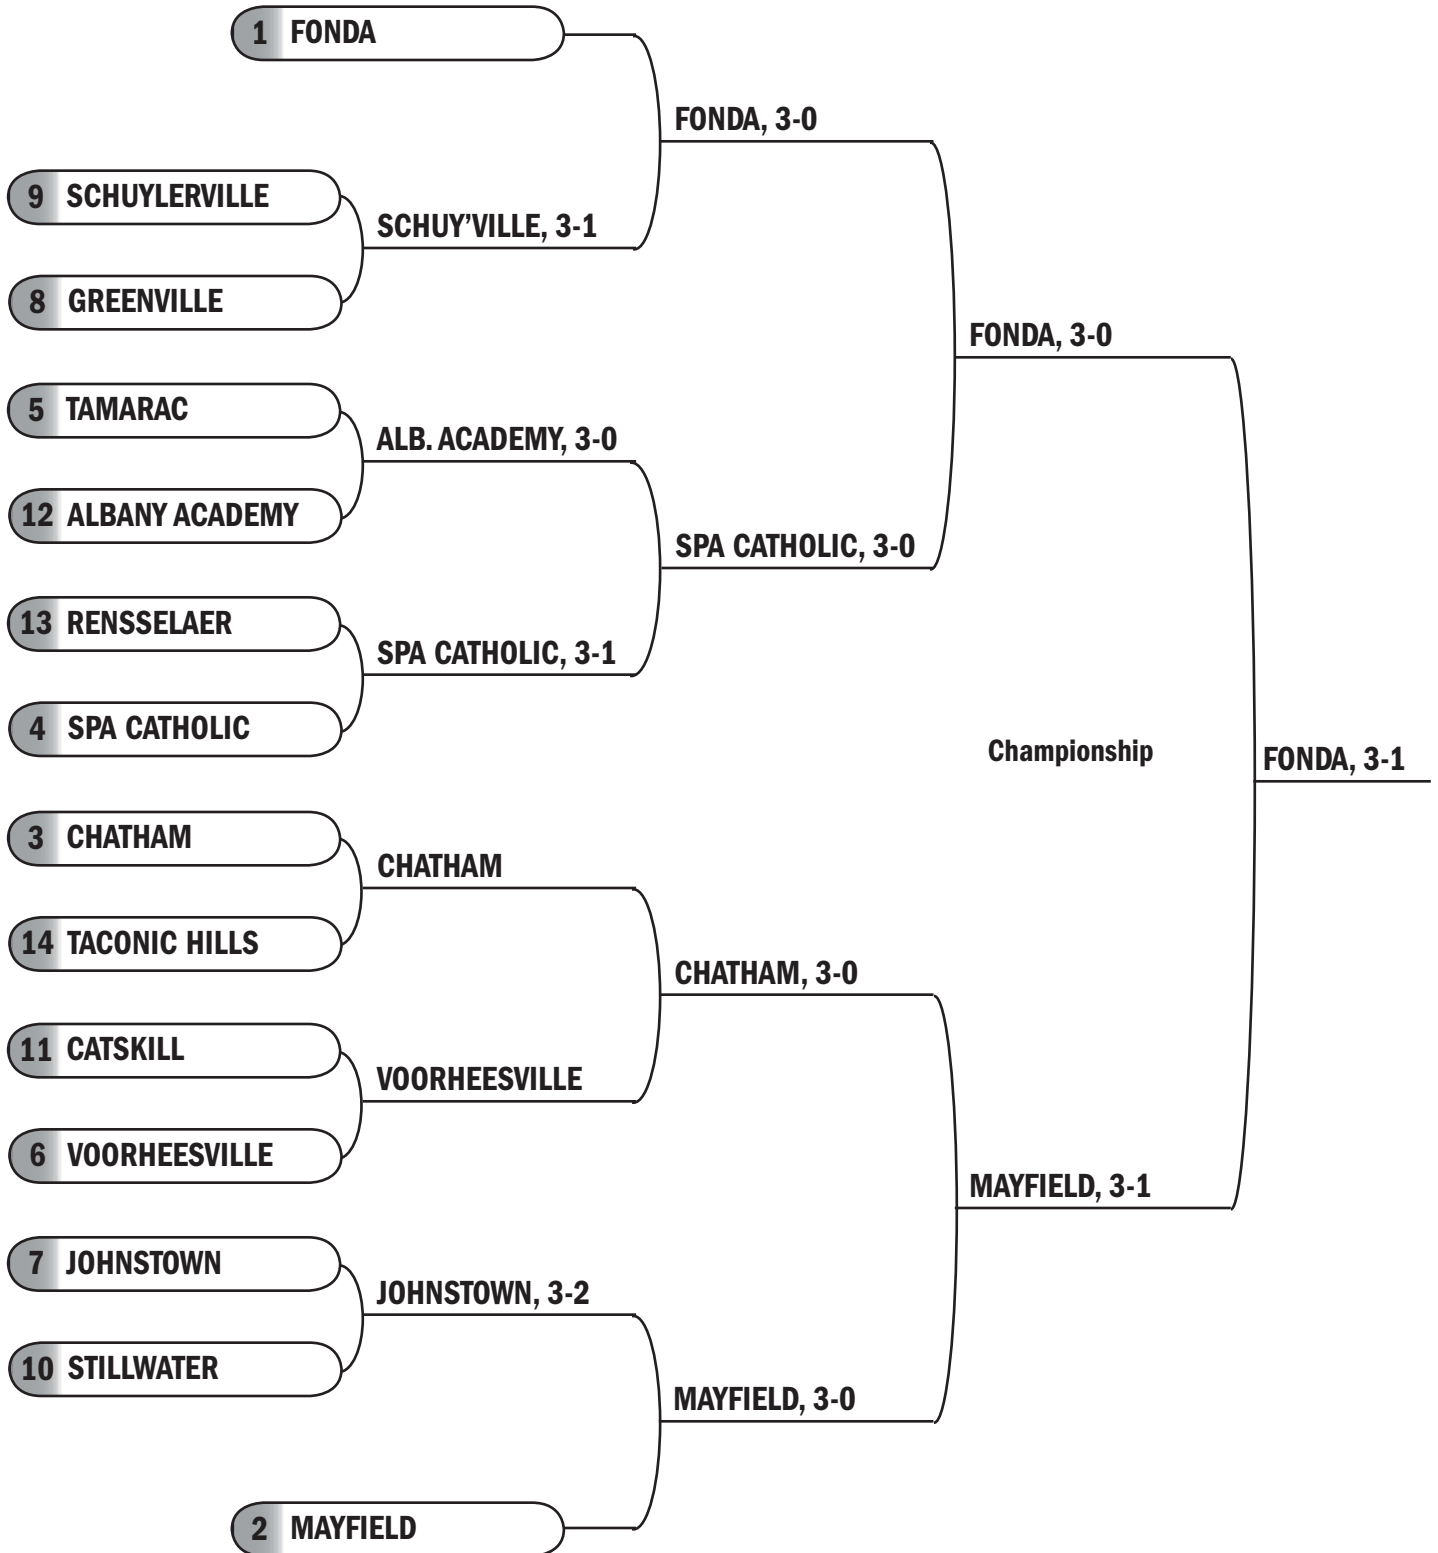 1 FONDA
FONDA, 3-0
9 SCHUYLERVILLE
SCHUY’VILLE, 3-1
8 GREENVILLE
FONDA, 3-0
5 TAMARAC
ALB. ACADEMY, 3-0
12 ALBANY ACADEMY
SPA CATHOLIC, 3-0
13 RENSSELAER
SPA CATHOLIC, 3-1
4 SPA CATHOLIC
Championship
FONDA, 3-1
3 CHATHAM
CHATHAM
14 TACONIC HILLS
CHATHAM, 3-0
11 CATSKILL
VOORHEESVILLE
6 VOORHEESVILLE
MAYFIELD, 3-1
7 JOHNSTOWN
JOHNSTOWN, 3-2
10 STILLWATER
MAYFIELD, 3-0
2 MAYFIELD